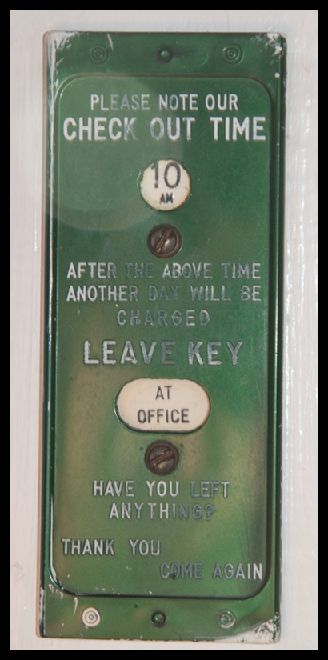 PLEASE NOTE OUR
CHECK OUT TIME
10
AM
AFTER THE ABOVE TIME
ANOTHER DAY WILL BE
CHARGED
LEAVE KEY
AT
OFFICE
HAVE YOU LEFT
ANYTHING?
THANK YOU
COME AGAIN